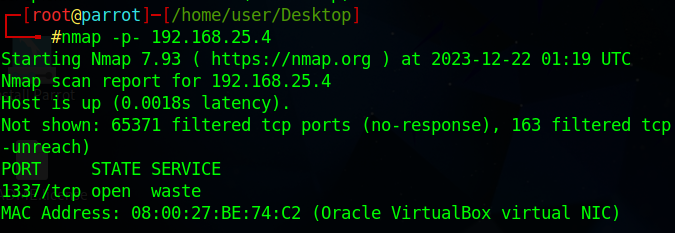 ┌─[root@parrot]─[/home/user/Desktop]
└──╼ #nmap -p- 192.168.25.4
Starting Nmap 7.93 ( https://nmap.org ) at 2023-12-22 01:19 UTC
Nmap scan report for 192.168.25.4
Host is up (0.0018s latency).
Not shown: 65371 filtered tcp ports (no-response), 163 filtered tcp
-unreach)
PORT     STATE SERVICE
1337/tcp open  waste
MAC Address: 08:00:27:BE:74:C2 (Oracle VirtualBox virtual NIC)